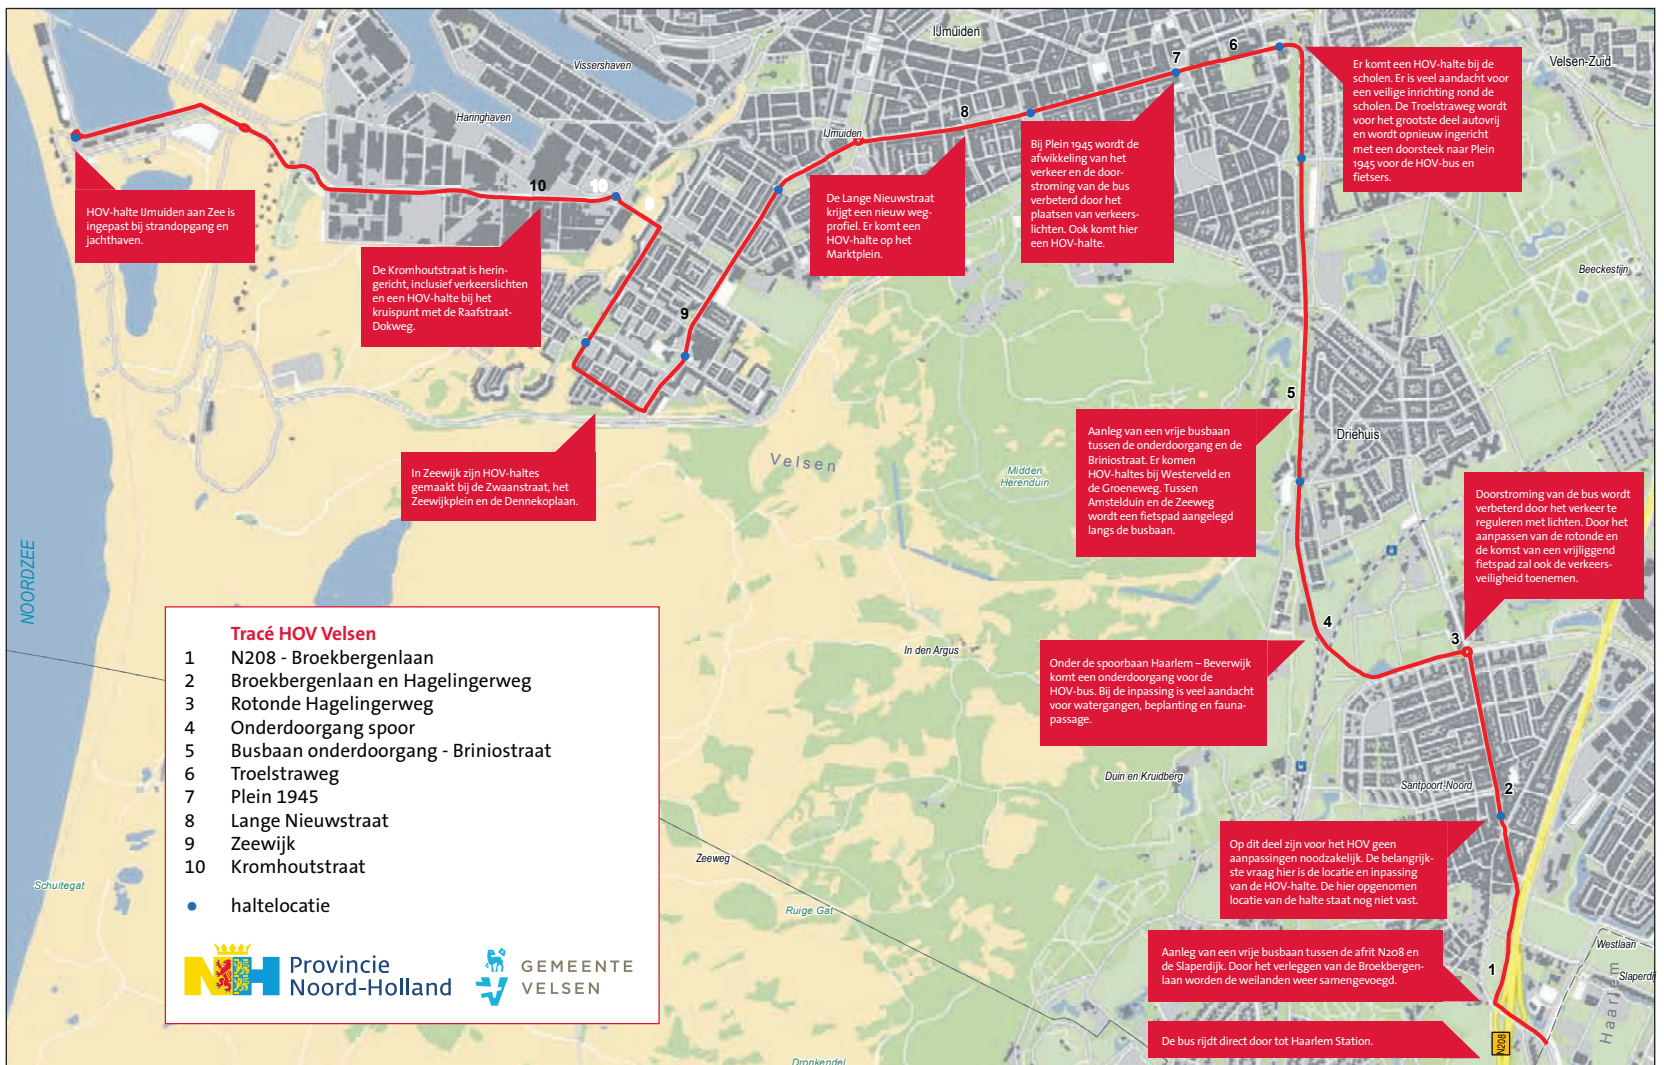 IJmuiden
Vissershaven
Haringhaven
IJmuiden
Velsen-Zuid
Beeckestijn
Driehuis
Velsen
Midden
Herenduin
In den Argus
Duin en Kruidberg
Santpoort-Noord
Zeeweg
Ruige Gat
Schuitegat
NOORDZEE
Westlaan
Slaperdij
Haarlem
N208
Dronkendel
6
7
8
10
10
9
9
5
4
3
2
1
HOV-halte IJmuiden aan Zee is
ingepast bij strandopgang en
jachthaven.
De Kromhoutstraat is herin-
gericht, inclusief verkeerslichten
en een HOV-halte bij het
kruispunt met de Raafstraat-
Dokweg.
In Zeewijk zijn HOV-haltes
gemaakt bij de Zwaanstraat, het
Zeewijkplein en de Dennekoplaan.
De Lange Nieuwstraat
krijgt een nieuw weg-
profiel. Er komt een
HOV-halte op het
Marktplein.
Bij Plein 1945 wordt de
afwikkeling van het
verkeer en de door-
stroming van de bus
verbeterd door het
plaatsen van verkeers-
lichten. Ook komt hier
een HOV-halte.
Er komt een HOV-halte bij de
scholen. Er is veel aandacht voor
een veilige inrichting rond de
scholen. De Troelstraweg wordt
voor het grootste deel autovrij
en wordt opnieuw ingericht
met een doorsteek naar Plein
1945 voor de HOV-bus en
fietsers.
Aanleg van een vrije busbaan
tussen de onderdoorgang en de
Briniostraat. Er komen
HOV-haltes bij Westerveld en
de Groeneweg. Tussen
Amstelduin en de Zeeweg
wordt een fietspad aangelegd
langs de busbaan.
Doorstroming van de bus wordt
verbeterd door het verkeer te
reguleren met lichten. Door het
aanpassen van de rotonde en
de komst van een vrijliggend
fietspad zal ook de verkeers-
veiligheid toenemen.
Onder de spoorbaan Haarlem – Beverwijk
komt een onderdoorgang voor de
HOV-bus. Bij de inpassing is veel aandacht
voor watergangen, beplanting en fauna-
passage.
Op dit deel zijn voor het HOV geen
aanpassingen noodzakelijk. De belangrijk-
ste vraag hier is de locatie en inpassing
van de HOV-halte. De hier opgenomen
locatie van de halte staat nog niet vast.
Aanleg van een vrije busbaan tussen de afrit N208 en
de Slaperdijk. Door het verleggen van de Broekbergen-
laan worden de weilanden weer samengevoegd.
De bus rijdt direct door tot Haarlem Station.
Tracé HOV Velsen
1 N208 - Broekbergenlaan
2 Broekbergenlaan en Hagelingerweg
3 Rotonde Hagelingerweg
4 Onderdoorgang spoor
5 Busbaan onderdoorgang - Briniostraat
6 Troelstraweg
7 Plein 1945
8 Lange Nieuwstraat
9 Zeewijk
10 Kromhoutstraat
haltelocatie
NH Provincie
Noord-Holland
GEMEENTE
VELSEN